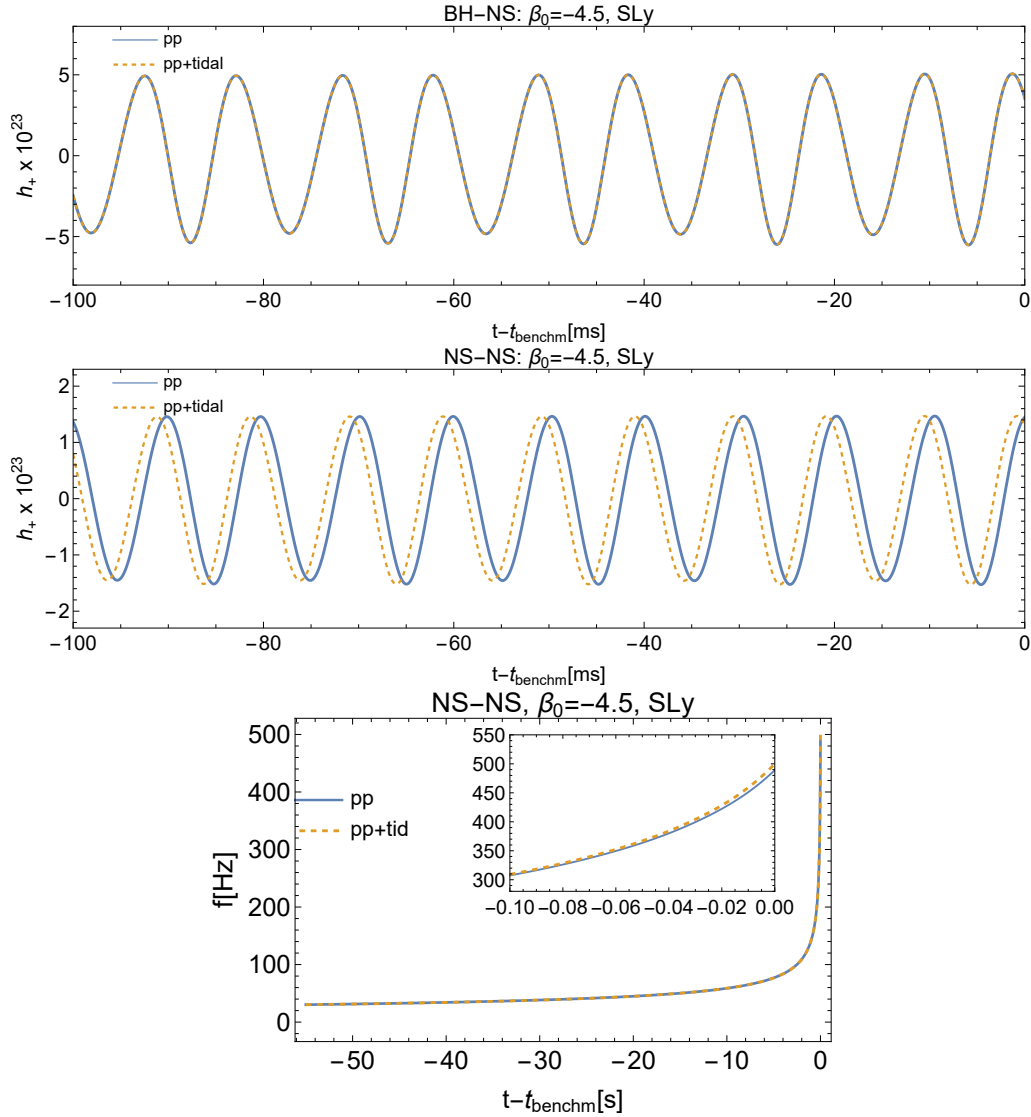 BH−NS: β₀=−4.5, SLy
pp
pp+tidal
h₊ x 10²³
5
0
−5
−100 −80 −60 −40 −20 0
t−t_benchm[ms]
NS−NS: β₀=−4.5, SLy
pp
pp+tidal
h₊ x 10²³
2
1
0
−1
−2
−100 −80 −60 −40 −20 0
t−t_benchm[ms]
NS−NS, β₀=−4.5, SLy
pp
pp+tid
f[Hz]
500
400
300
200
100
0
550
500
450
400
350
300
−0.10 −0.08 −0.06 −0.04 −0.02 0.00
−50 −40 −30 −20 −10 0
t−t_benchm[s]